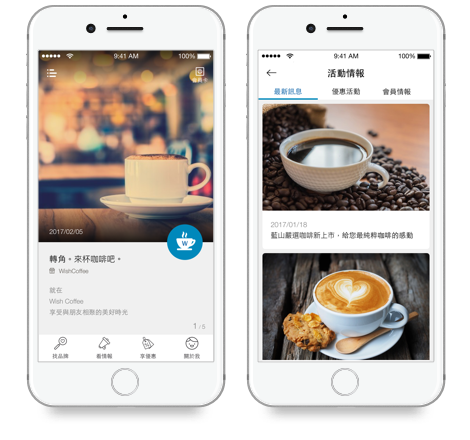 9:41 AM
100%
2017/02/05
W
轉角。來杯咖啡吧。
WishCoffee
就在
Wish Coffee
享受與朋友相聚的美好時光
1 / 5
找品牌
看情報
享優惠
關於我
9:41 AM
100%
活動情報
最新訊息
優惠活動
會員情報
2017/01/18
藍山嚴選咖啡新上市，給您最純粹咖啡的感動